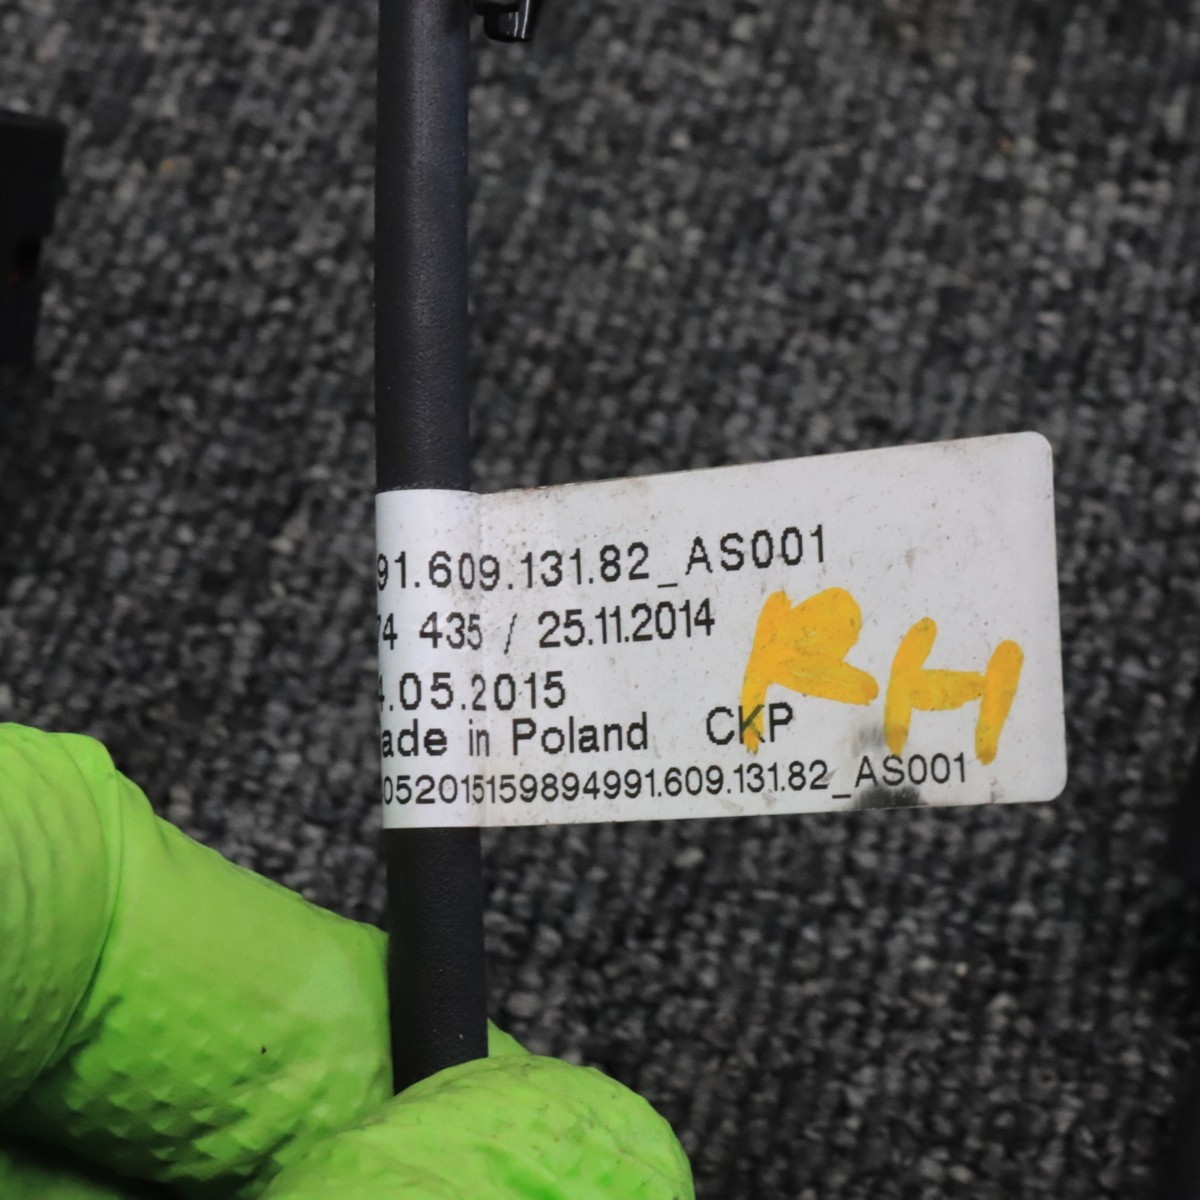 91.609.131.82_AS001
74 435 / 25.11.2014
4.05.2015
RH
ade in Poland CKP
052015159894991.609.131.82_AS001